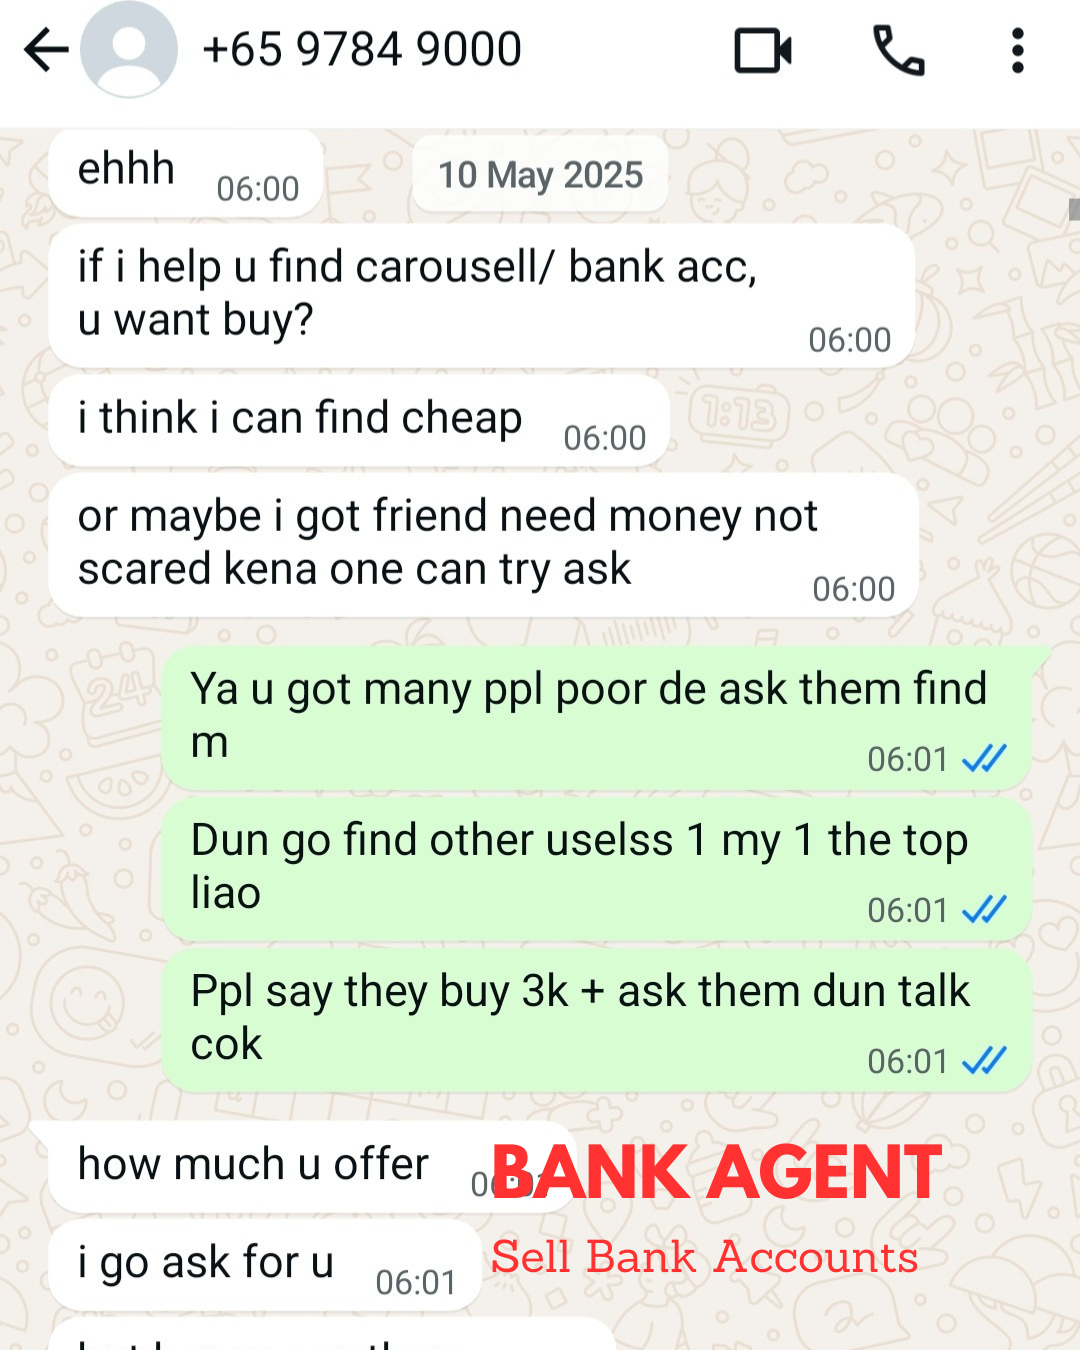 +65 9784 9000
ehhh
06:00
10 May 2025
if i help u find carousell/ bank acc,
u want buy?
06:00
i think i can find cheap
06:00
or maybe i got friend need money not
scared kena one can try ask
06:00
Ya u got many ppl poor de ask them find
m
06:01
Dun go find other uselss 1 my 1 the top
liao
06:01
Ppl say they buy 3k + ask them dun talk
cok
06:01
how much u offer
BANK AGENT
i go ask for u
06:01
Sell Bank Accounts